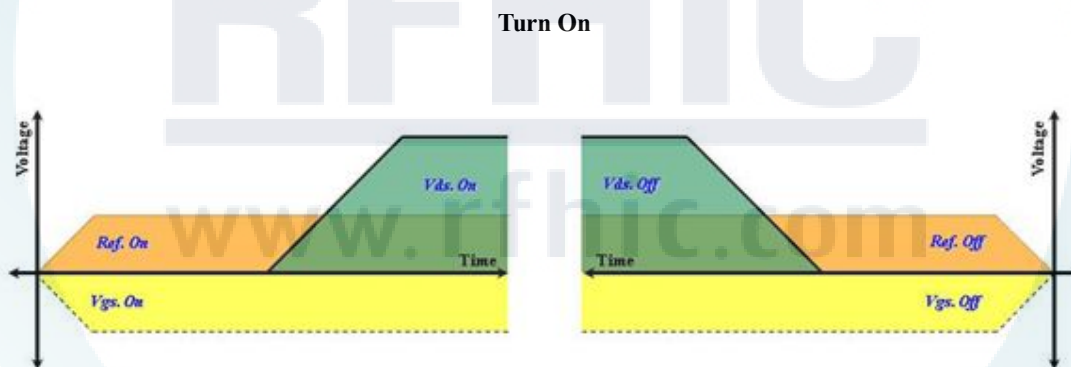 Turn On
RFHIC
www.rfhic.com
Voltage
Vds. On
Ref. On
Time
Vgs. On
Voltage
Vds. Off
Ref. Off
Time
Vgs. Off